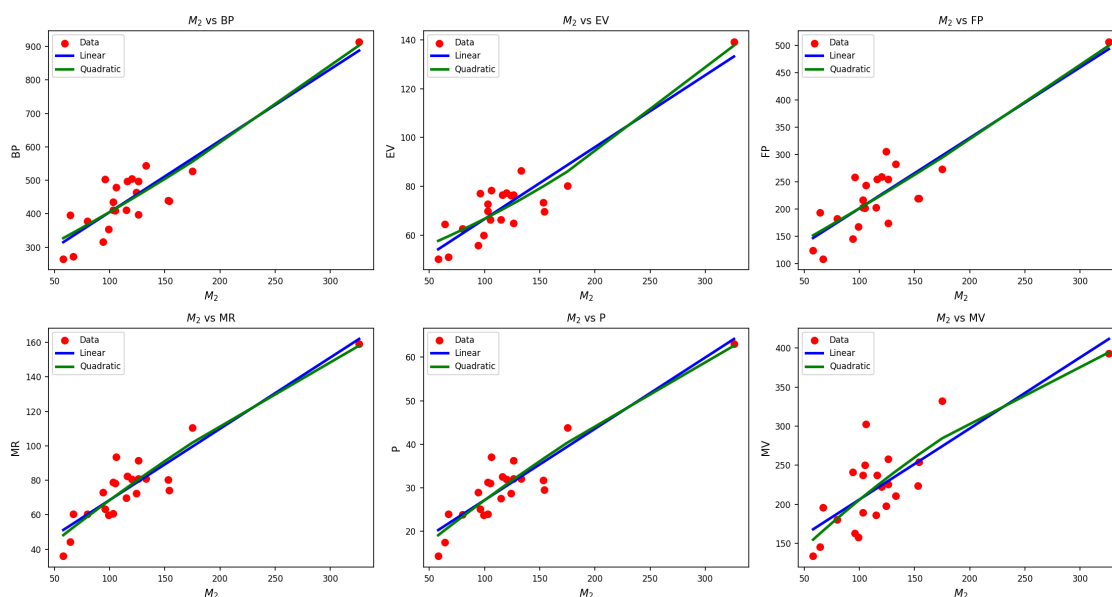 M₂ vs BP
BP
900
800
700
600
500
400
300
Data
Linear
Quadratic
50 100 150 200 250 300
M₂
M₂ vs EV
EV
140
120
100
80
60
Data
Linear
Quadratic
50 100 150 200 250 300
M₂
M₂ vs FP
FP
500
450
400
350
300
250
200
150
100
Data
Linear
Quadratic
50 100 150 200 250 300
M₂
M₂ vs MR
MR
160
140
120
100
80
60
40
Data
Linear
Quadratic
50 100 150 200 250 300
M₂
M₂ vs P
P
60
50
40
30
20
Data
Linear
Quadratic
50 100 150 200 250 300
M₂
M₂ vs MV
MV
400
350
300
250
200
150
Data
Linear
Quadratic
50 100 150 200 250 300
M₂